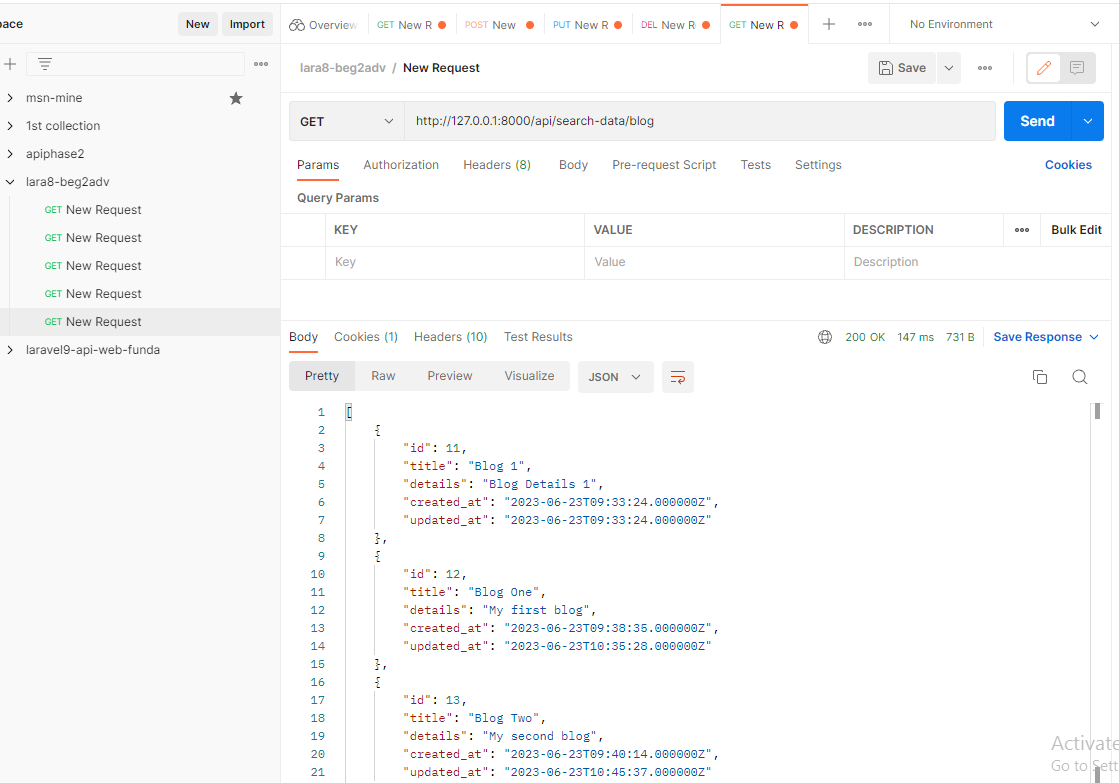 pace
New Import
Overview
GET New R
POST New
PUT New R
DEL New R
GET New R
No Environment
lara8-beg2adv / New Request
Save
msn-mine
1st collection
apiphase2
lara8-beg2adv
GET New Request
GET New Request
GET New Request
GET New Request
GET New Request
laravel9-api-web-funda
GET http://127.0.0.1:8000/api/search-data/blog Send
Params Authorization Headers (8) Body Pre-request Script Tests Settings Cookies
Query Params
KEY VALUE DESCRIPTION Bulk Edit
Key Value Description
Body Cookies (1) Headers (10) Test Results 200 OK 147 ms 731 B Save Response
Pretty Raw Preview Visualize JSON
1 [
2 {
3 "id": 11,
4 "title": "Blog 1",
5 "details": "Blog Details 1",
6 "created_at": "2023-06-23T09:33:24.000000Z",
7 "updated_at": "2023-06-23T09:33:24.000000Z"
8 },
9 {
10 "id": 12,
11 "title": "Blog One",
12 "details": "My first blog",
13 "created_at": "2023-06-23T09:38:35.000000Z",
14 "updated_at": "2023-06-23T10:35:28.000000Z"
15 },
16 {
17 "id": 13,
18 "title": "Blog Two",
19 "details": "My second blog",
20 "created_at": "2023-06-23T09:40:14.000000Z",
21 "updated_at": "2023-06-23T10:45:37.000000Z"
Activate
Go to Sett